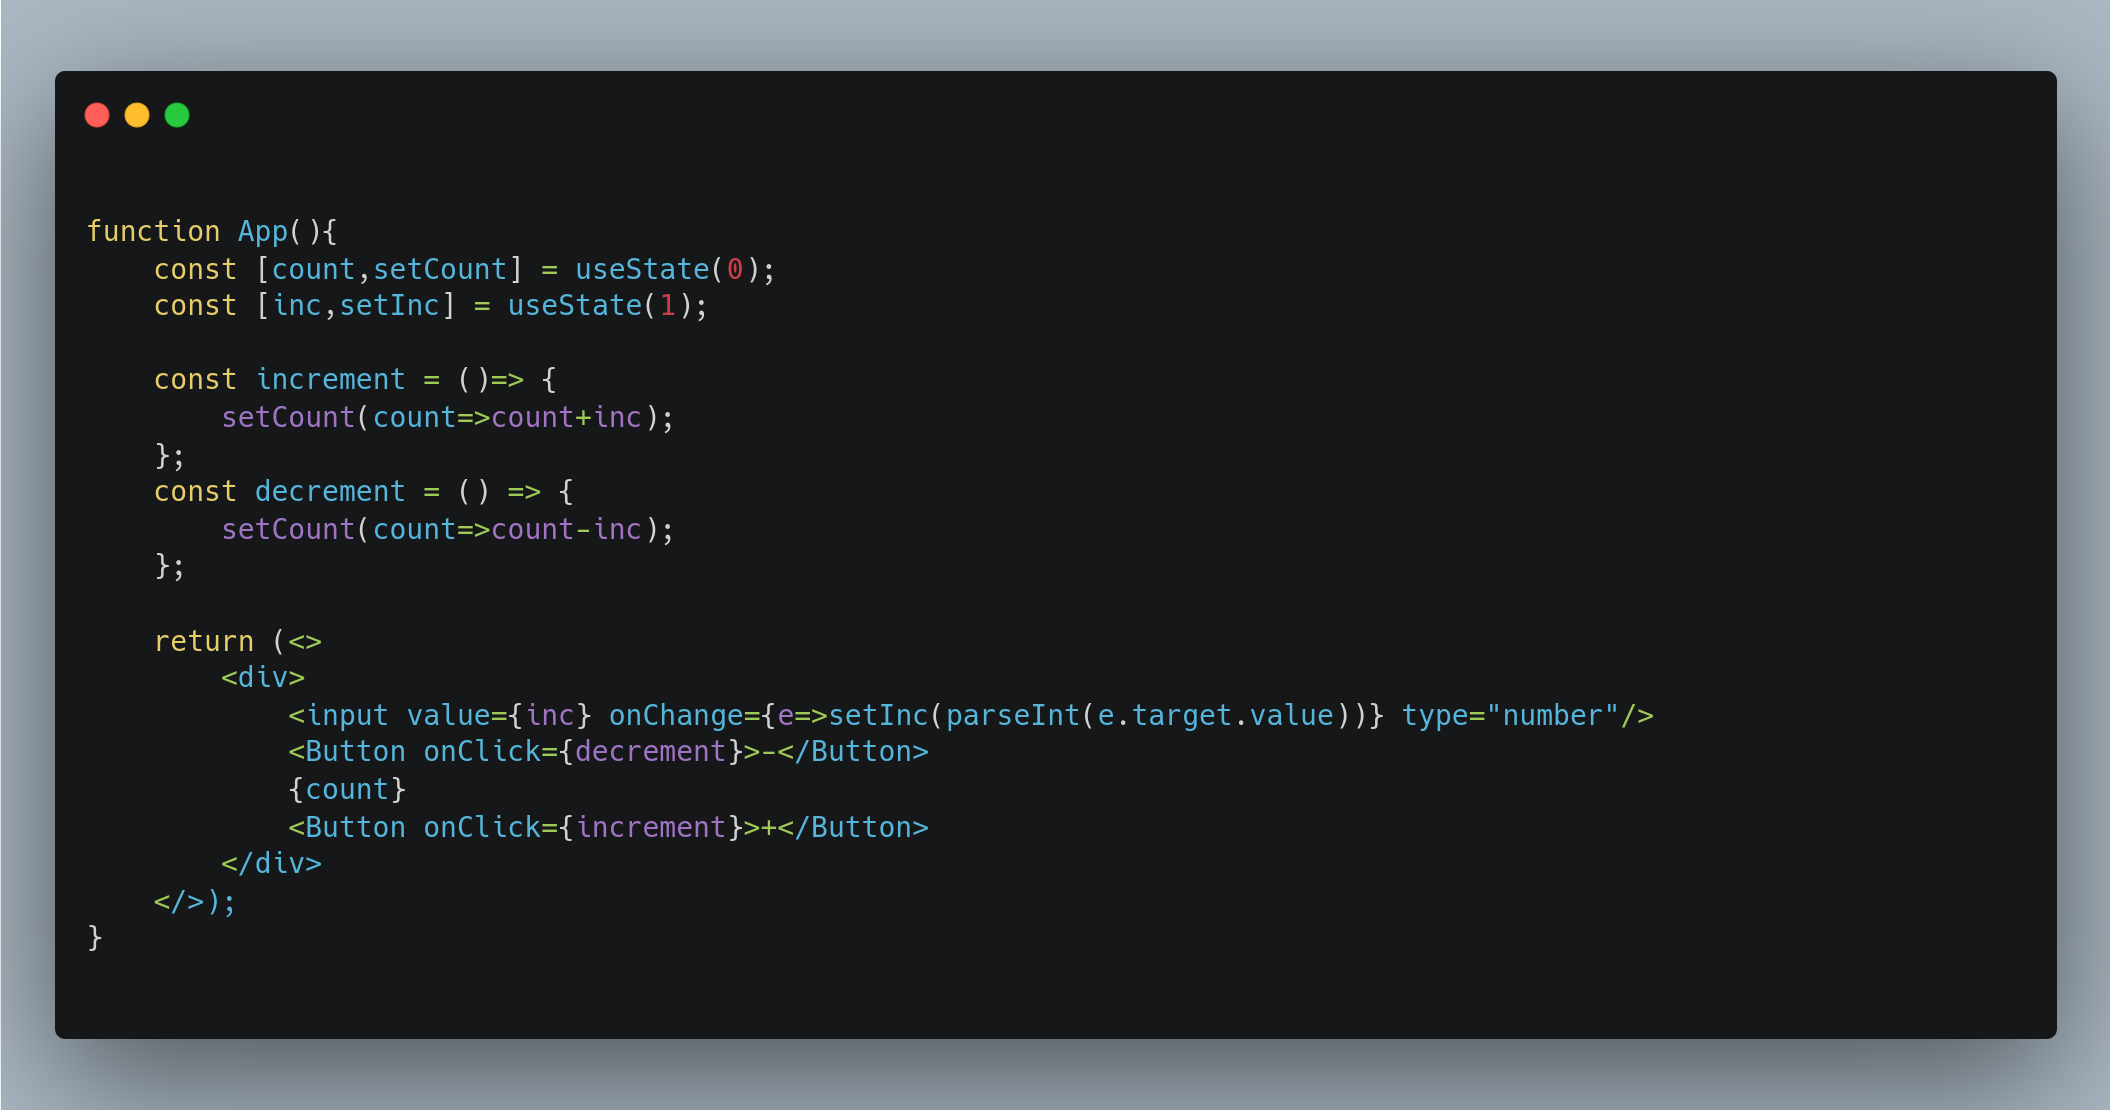 function App(){
    const [count,setCount] = useState(0);
    const [inc,setInc] = useState(1);

    const increment = ()=> {
        setCount(count=>count+inc);
    };
    const decrement = () => {
        setCount(count=>count-inc);
    };

    return (<>
        <div>
            <input value={inc} onChange={e=>setInc(parseInt(e.target.value))} type="number"/>
            <Button onClick={decrement}>-</Button>
            {count}
            <Button onClick={increment}>+</Button>
        </div>
    </>);
}